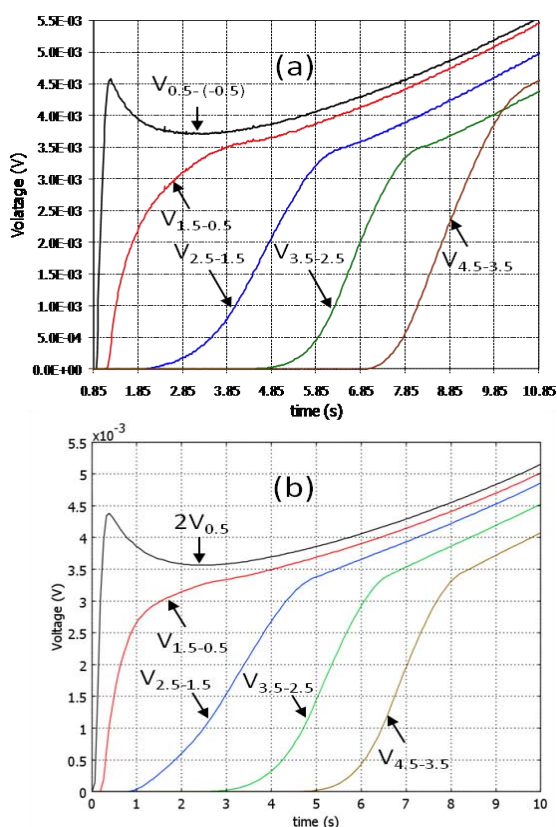 5.5E-03
(a)
5.0E-03
V0.5-(-0.5)
4.5E-03
4.0E-03
3.5E-03
3.0E-03
2.5E-03
V1.5-0.5
2.0E-03
V2.5-1.5 V3.5-2.5 V4.5-3.5
1.5E-03
1.0E-03
5.0E-04
0.0E+00
Volatage (V)
0.85 1.85 2.85 3.85 4.85 5.85 6.85 7.85 8.85 9.85 10.85
time (s)
x10-3
5.5
(b)
5
4.5
2V0.5
4
3.5
3
2.5
V1.5-0.5
2
V2.5-1.5 V3.5-2.5
1.5
V4.5-3.5
1
0.5
0
Voltage (V)
0 1 2 3 4 5 6 7 8 9 10
time (s)